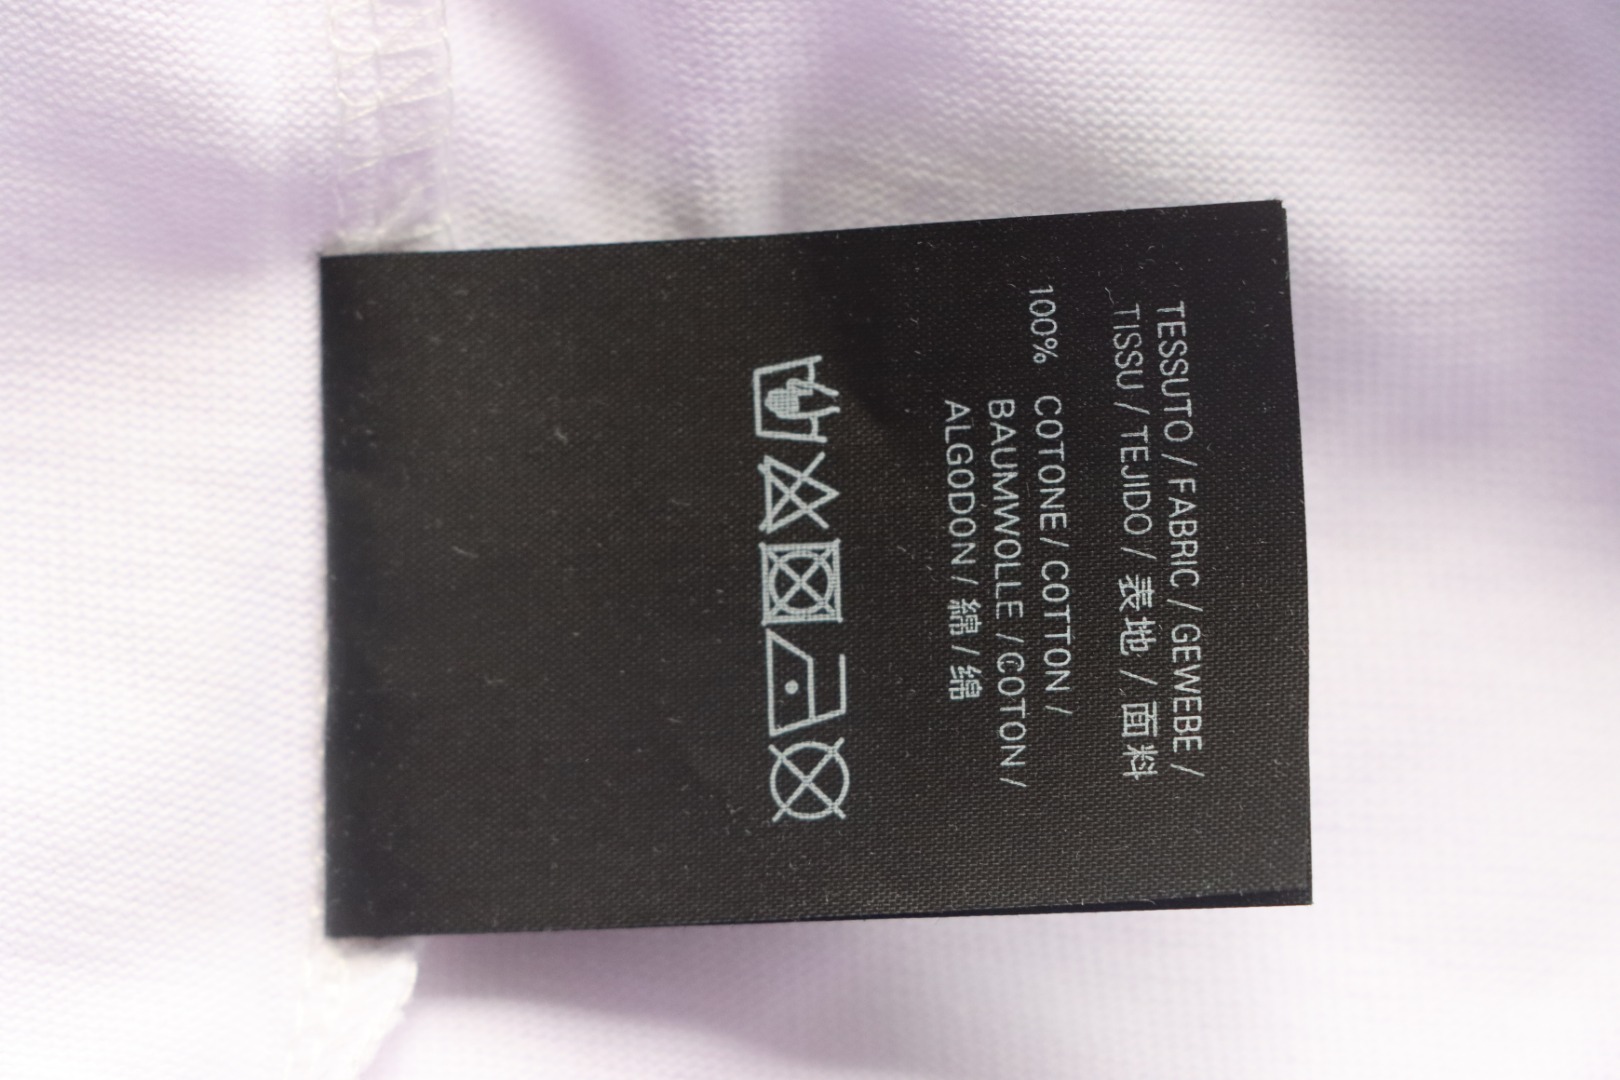 TESSUTO / FABRIC / GEWEBE /
TISSU / TEJIDO / 表地 / 面料
100% COTONE / COTTON /
BAUMWOLLE / COTON /
ALGODON / 綿 / 绵